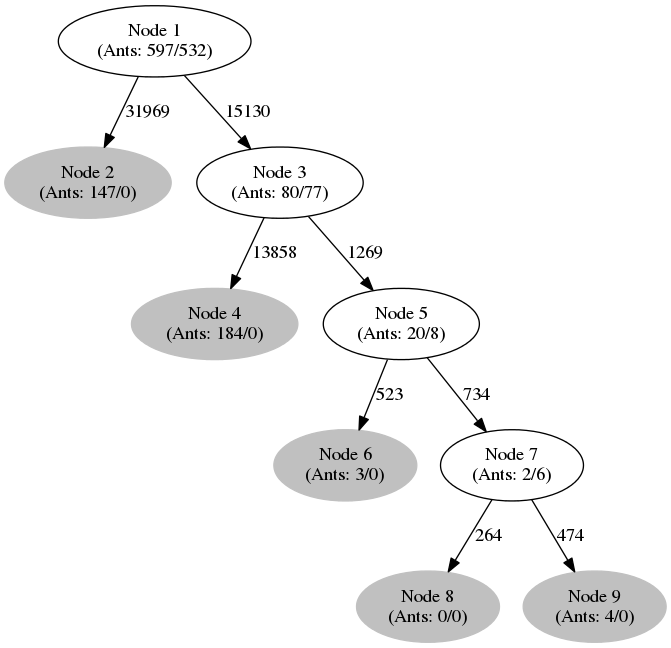 Node 1
(Ants: 597/532)
31969
15130
Node 2
(Ants: 147/0)
Node 3
(Ants: 80/77)
13858
1269
Node 4
(Ants: 184/0)
Node 5
(Ants: 20/8)
523
734
Node 6
(Ants: 3/0)
Node 7
(Ants: 2/6)
264
474
Node 8
(Ants: 0/0)
Node 9
(Ants: 4/0)